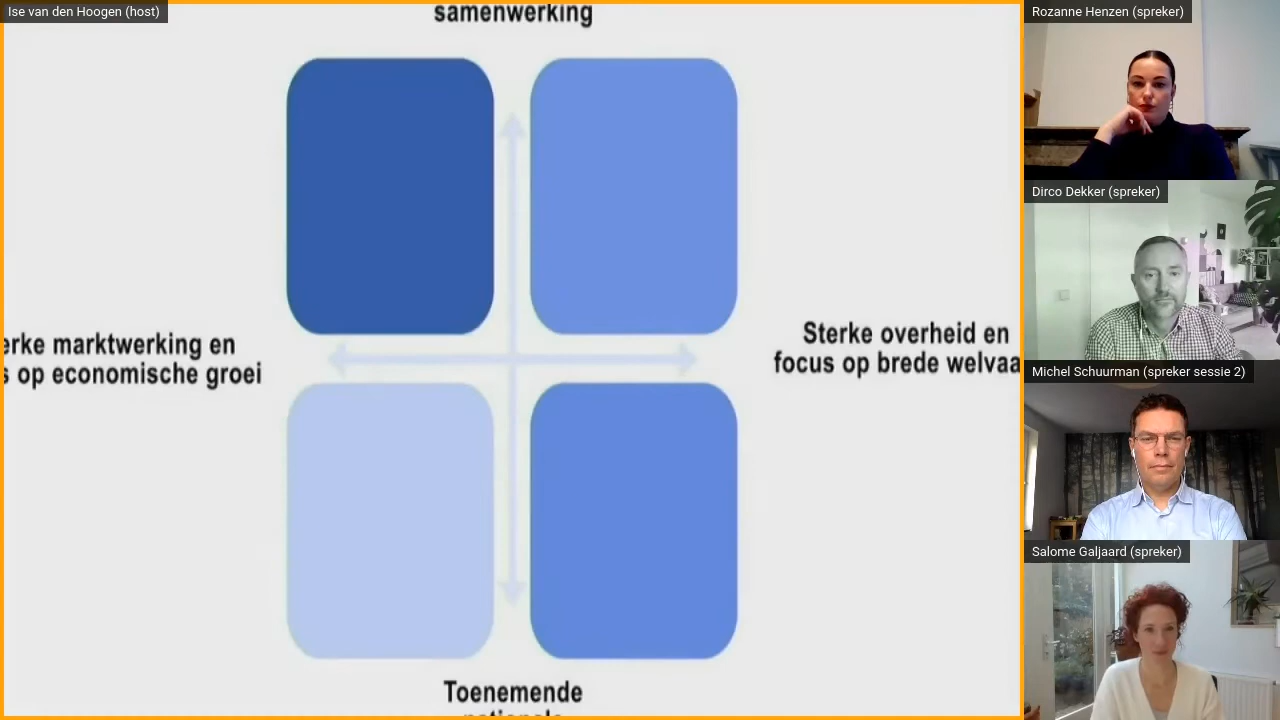 Ise van den Hoogen (host)
samenwerking
erke marktwerking en
s op economische groei
Sterke overheid en
focus op brede welvaa
Toenemende
Rozanne Henzen (spreker)
Dirco Dekker (spreker)
Michel Schuurman (spreker sessie 2)
Salome Galjaard (spreker)